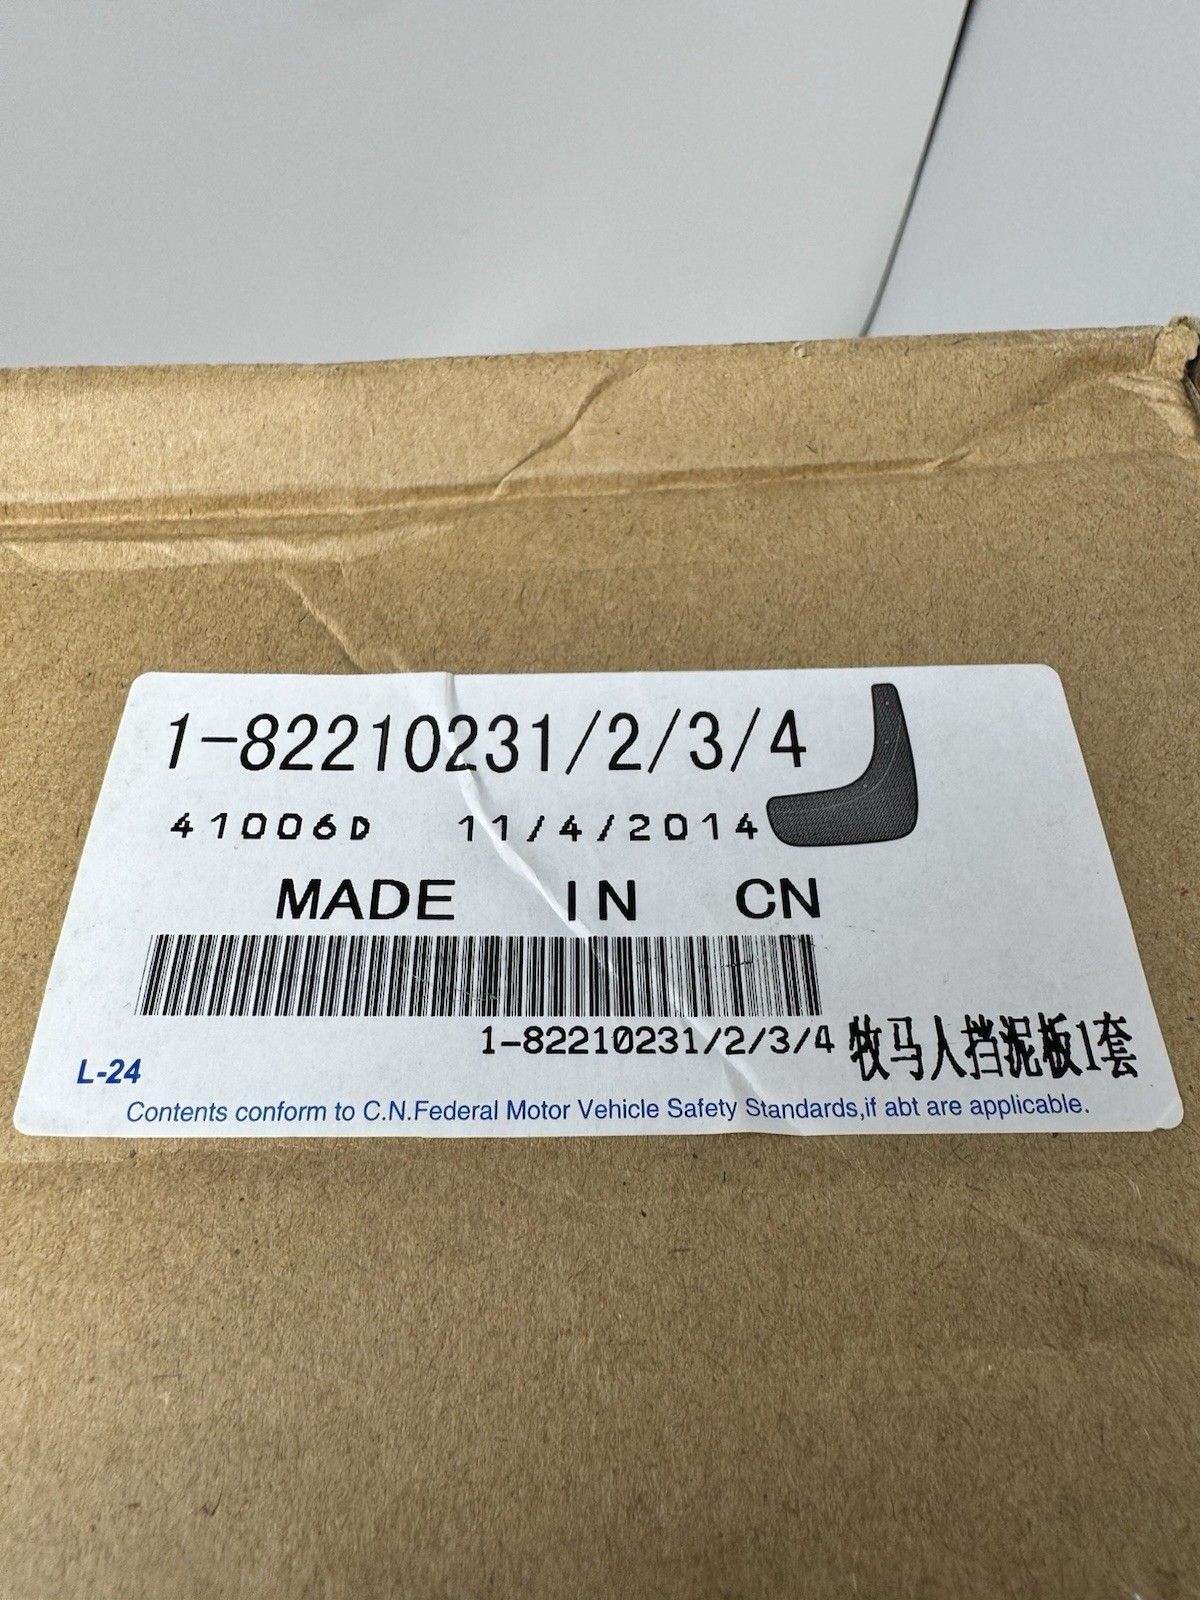 1-82210231/2/3/4
41006D 11/4/2014
MADE IN CN
1-82210231/2/3/4 牧马人挡泥板1套
L-24
Contents conform to C.N.Federal Motor Vehicle Safety Standards,if abt are applicable.